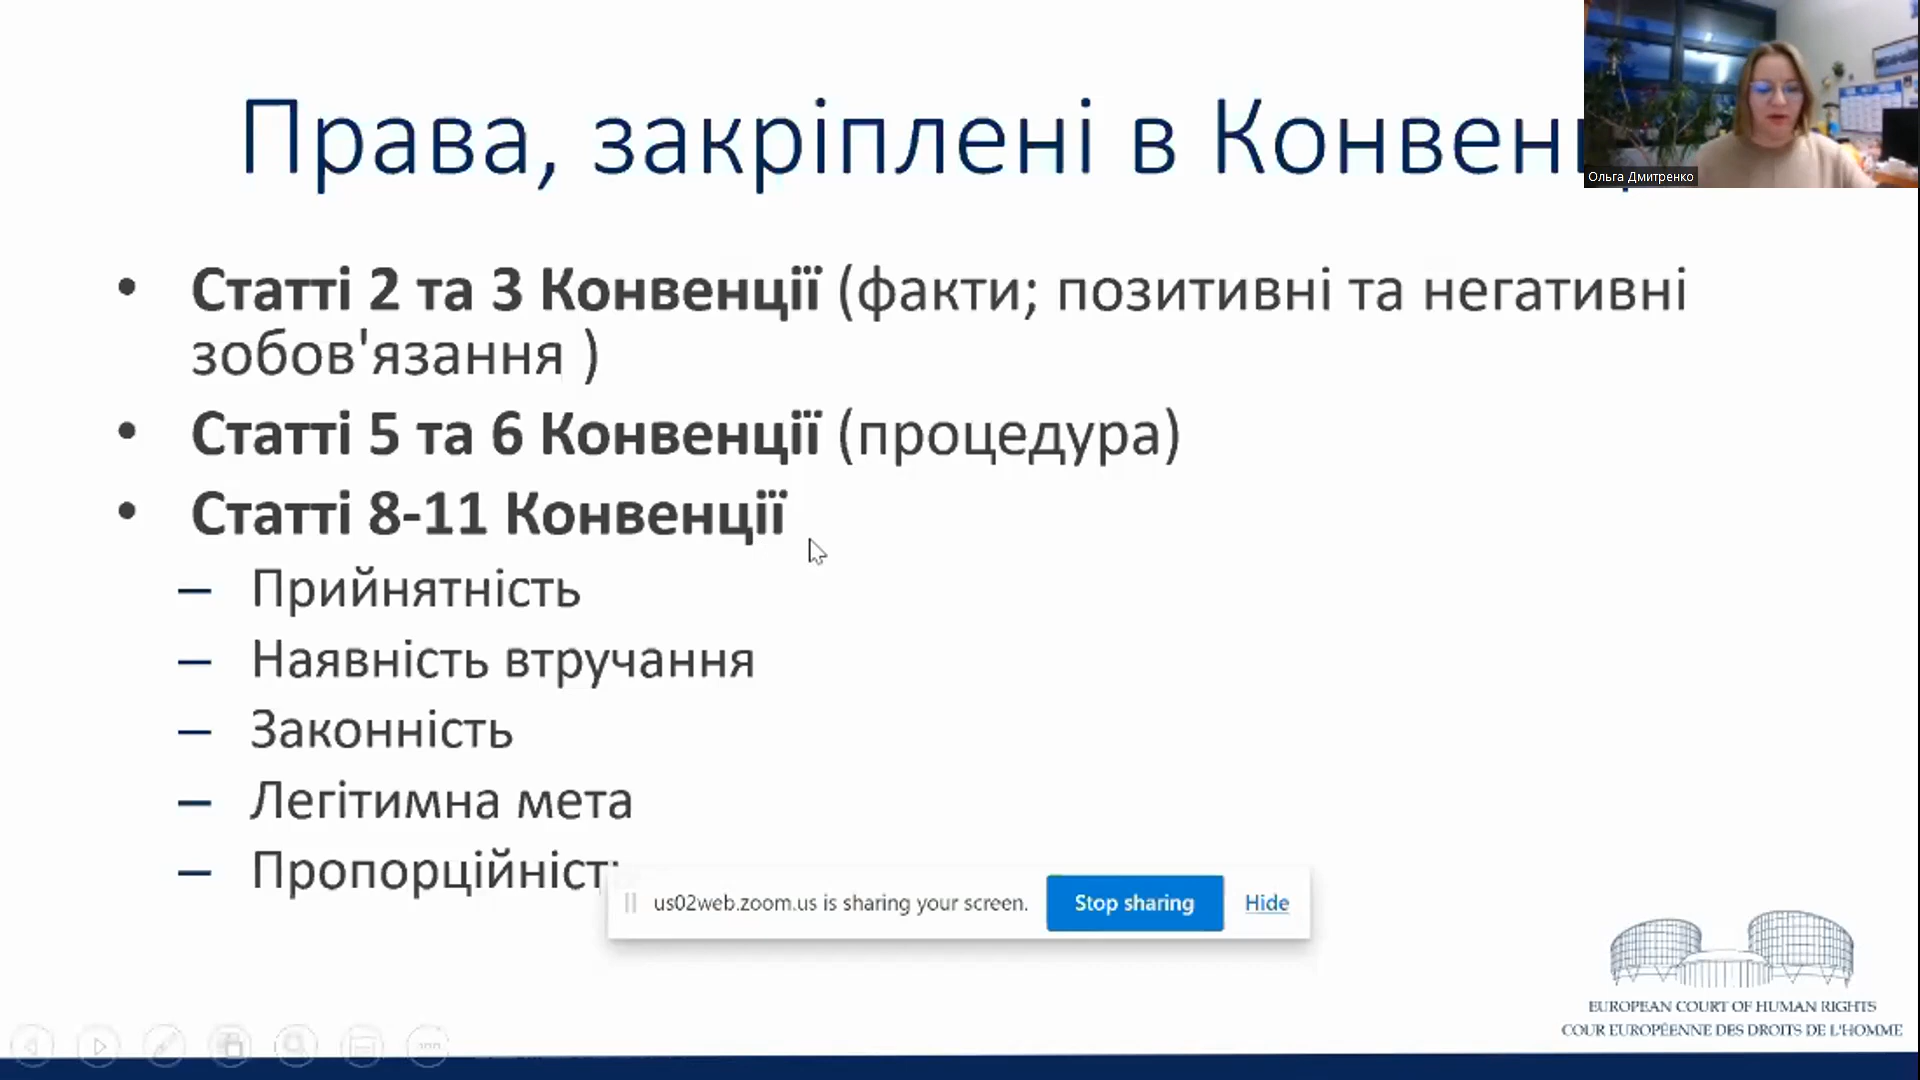 Права, закріплені в Конвен
Ольга Дмитренко
• Статті 2 та 3 Конвенції (факти; позитивні та негативні
зобов'язання )
• Статті 5 та 6 Конвенції (процедура)
• Статті 8-11 Конвенції
– Прийнятність
– Наявність втручання
– Законність
– Легітимна мета
– Пропорційніст
us02web.zoom.us is sharing your screen. Stop sharing Hide
EUROPEAN COURT OF HUMAN RIGHTS
COUR EUROPÉENNE DES DROITS DE L'HOMME